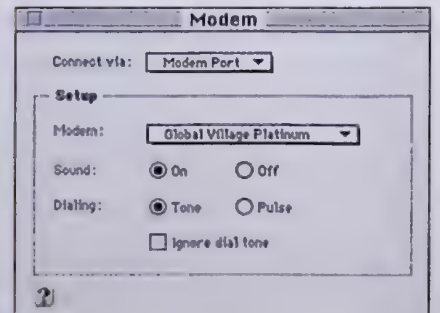 Modem
Connect via: Modem Port
Setup
Modem: Global Village Platinum
Sound: On Off
Dialing: Tone Pulse
Ignore dial tone
?